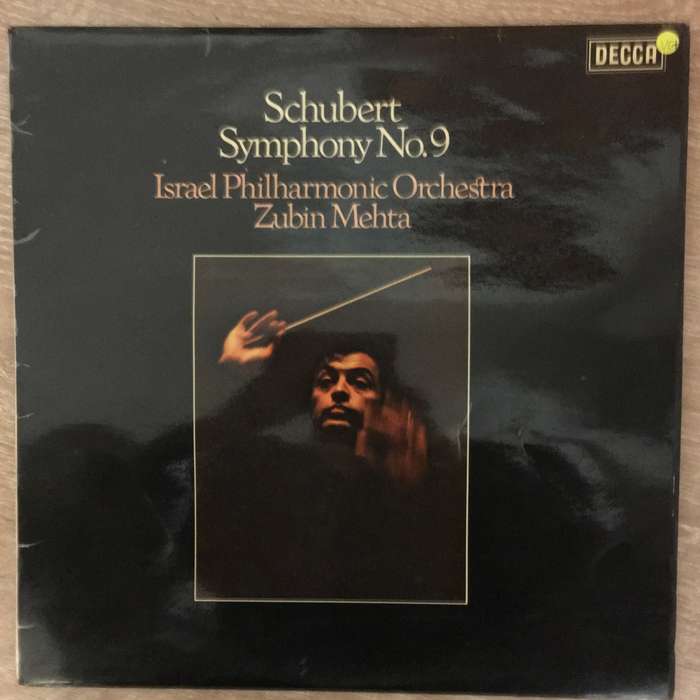 DECCA
Schubert
Symphony No.9
Israel Philharmonic Orchestra
Zubin Mehta